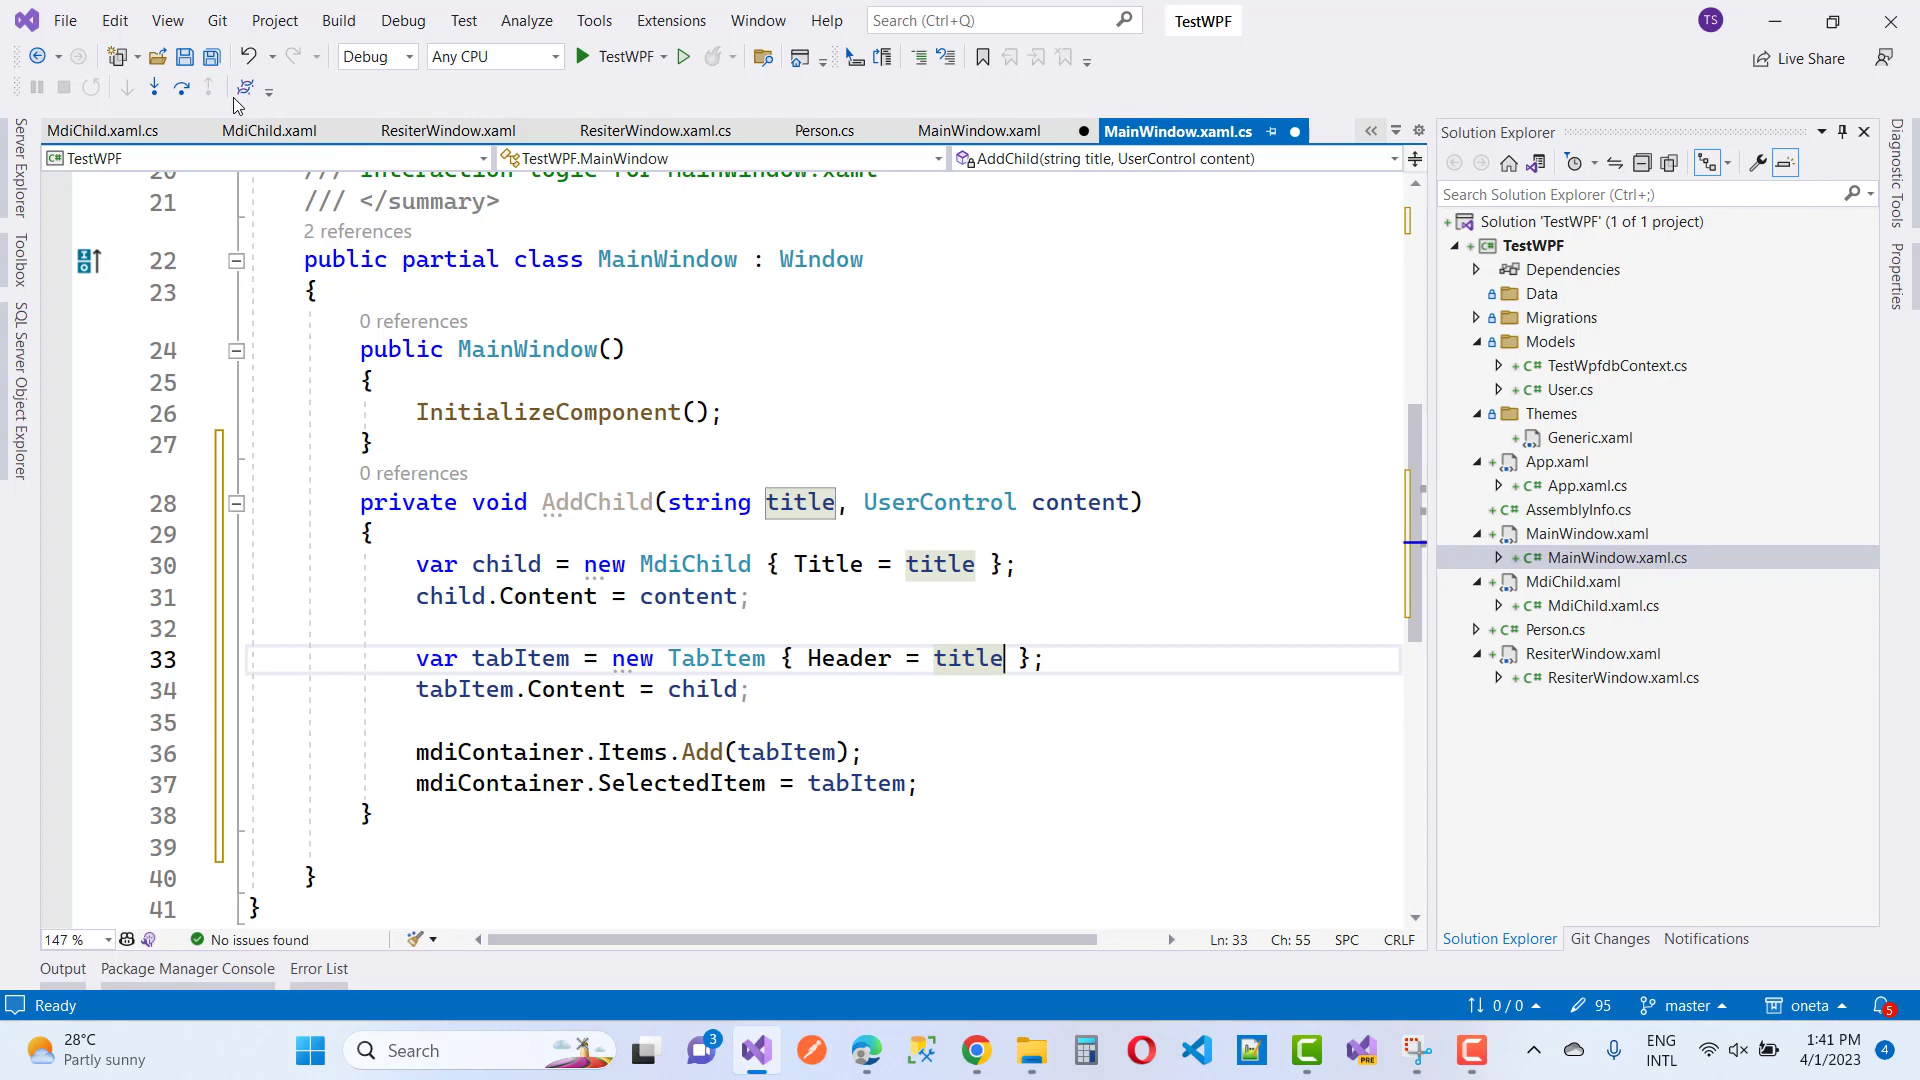 File Edit View Git Project Build Debug Test Analyze Tools Extensions Window Help Search (Ctrl+Q) TestWPF TS
Debug Any CPU TestWPF Live Share
MdiChild.xaml.cs MdiChild.xaml ResiterWindow.xaml ResiterWindow.xaml.cs Person.cs MainWindow.xaml MainWindow.xaml.cs
TestWPF TestWPF.MainWindow AddChild(string title, UserControl content)
20 /// Interaction logic for MainWindow.xaml
21 /// </summary>
2 references
22 public partial class MainWindow : Window
23 {
0 references
24 public MainWindow()
25 {
26 InitializeComponent();
27 }
0 references
28 private void AddChild(string title, UserControl content)
29 {
30 var child = new MdiChild { Title = title };
31 child.Content = content;
32
33 var tabItem = new TabItem { Header = title };
34 tabItem.Content = child;
35
36 mdiContainer.Items.Add(tabItem);
37 mdiContainer.SelectedItem = tabItem;
38 }
39
40 }
41 }
147 % No issues found Ln: 33 Ch: 55 SPC CRLF
Output Package Manager Console Error List
Server Explorer
Toolbox
SQL Server Object Explorer
Solution Explorer
Search Solution Explorer (Ctrl+;)
Solution 'TestWPF' (1 of 1 project)
TestWPF
Dependencies
Data
Migrations
Models
C# TestWpfdbContext.cs
C# User.cs
Themes
Generic.xaml
App.xaml
C# App.xaml.cs
C# AssemblyInfo.cs
MainWindow.xaml
C# MainWindow.xaml.cs
MdiChild.xaml
C# MdiChild.xaml.cs
C# Person.cs
ResiterWindow.xaml
C# ResiterWindow.xaml.cs
Solution Explorer Git Changes Notifications
Diagnostic Tools
Properties
Ready 0 / 0 95 master oneta 5
28°C
Partly sunny
Search
3
PRE
ENG
INTL
1:41 PM
4/1/2023
4